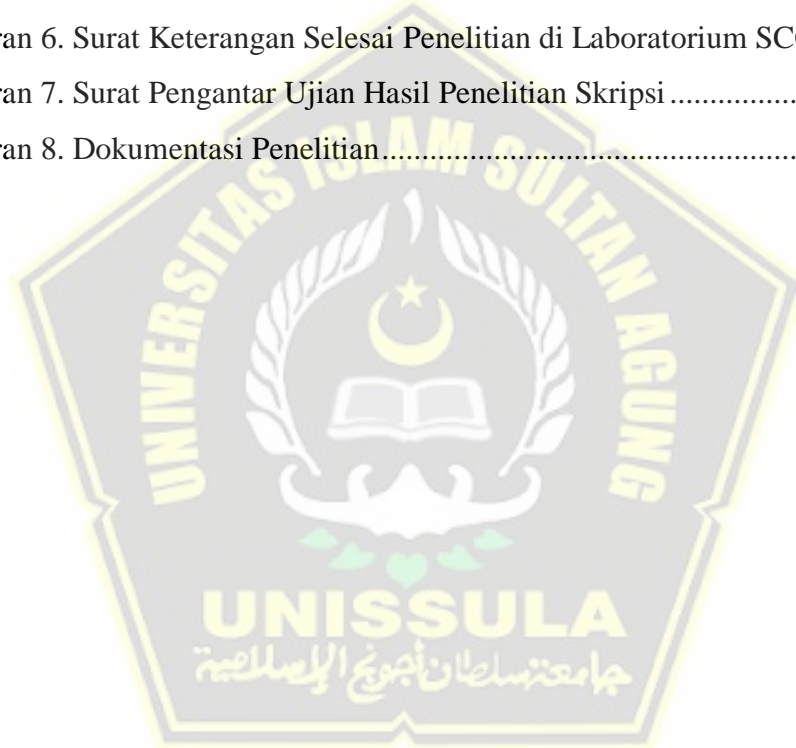 ran 6. Surat Keterangan Selesai Penelitian di Laboratorium SC
ran 7. Surat Pengantar Ujian Hasil Penelitian Skripsi
ran 8. Dokumentasi Penelitian
UNIVERSITAS ISLAM SULTAN AGUNG
UNISSULA
جامعة سلطان أجونج الإسلامية